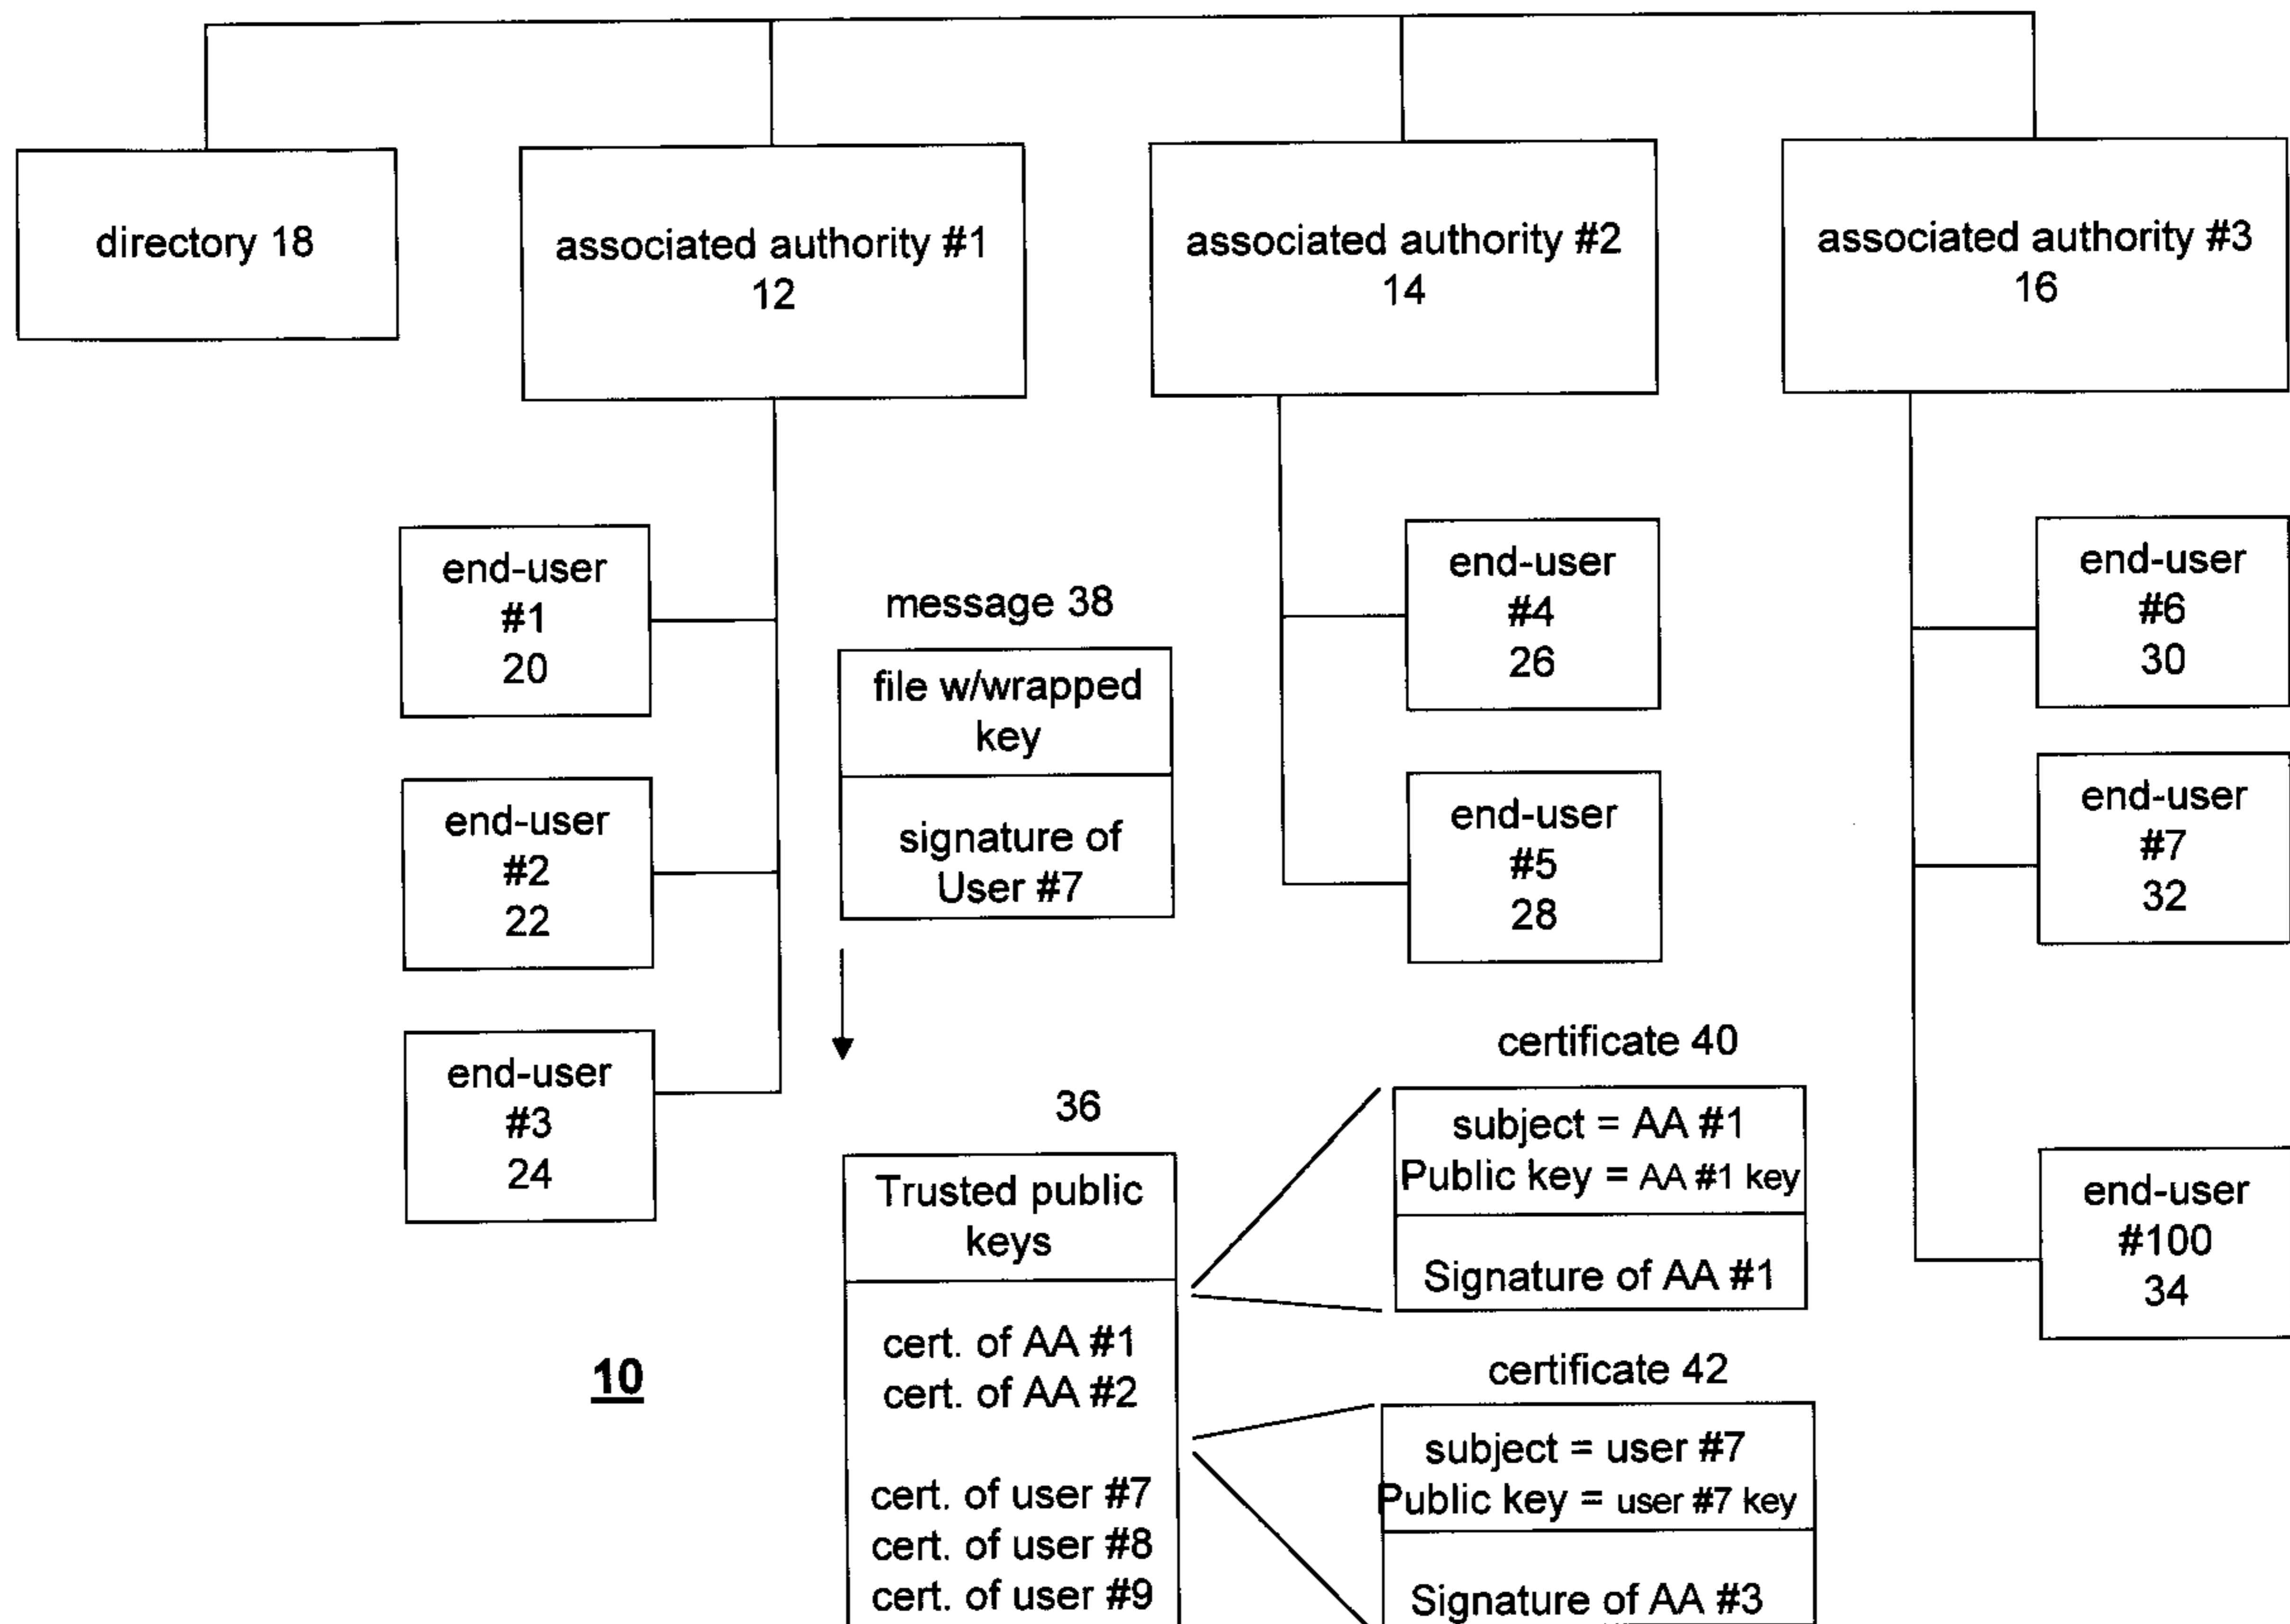 directory 18
associated authority #1
12
associated authority #2
14
associated authority #3
16
end-user
#1
20
end-user
#2
22
end-user
#3
24
message 38
file w/wrapped
key
signature of
User #7
end-user
#4
26
end-user
#5
28
end-user
#6
30
end-user
#7
32
end-user
#100
34
36
Trusted public
keys
cert. of AA #1
cert. of AA #2
cert. of user #7
cert. of user #8
cert. of user #9
certificate 40
subject = AA #1
Public key = AA #1 key
Signature of AA #1
certificate 42
subject = user #7
Public key = user #7 key
Signature of AA #3
10